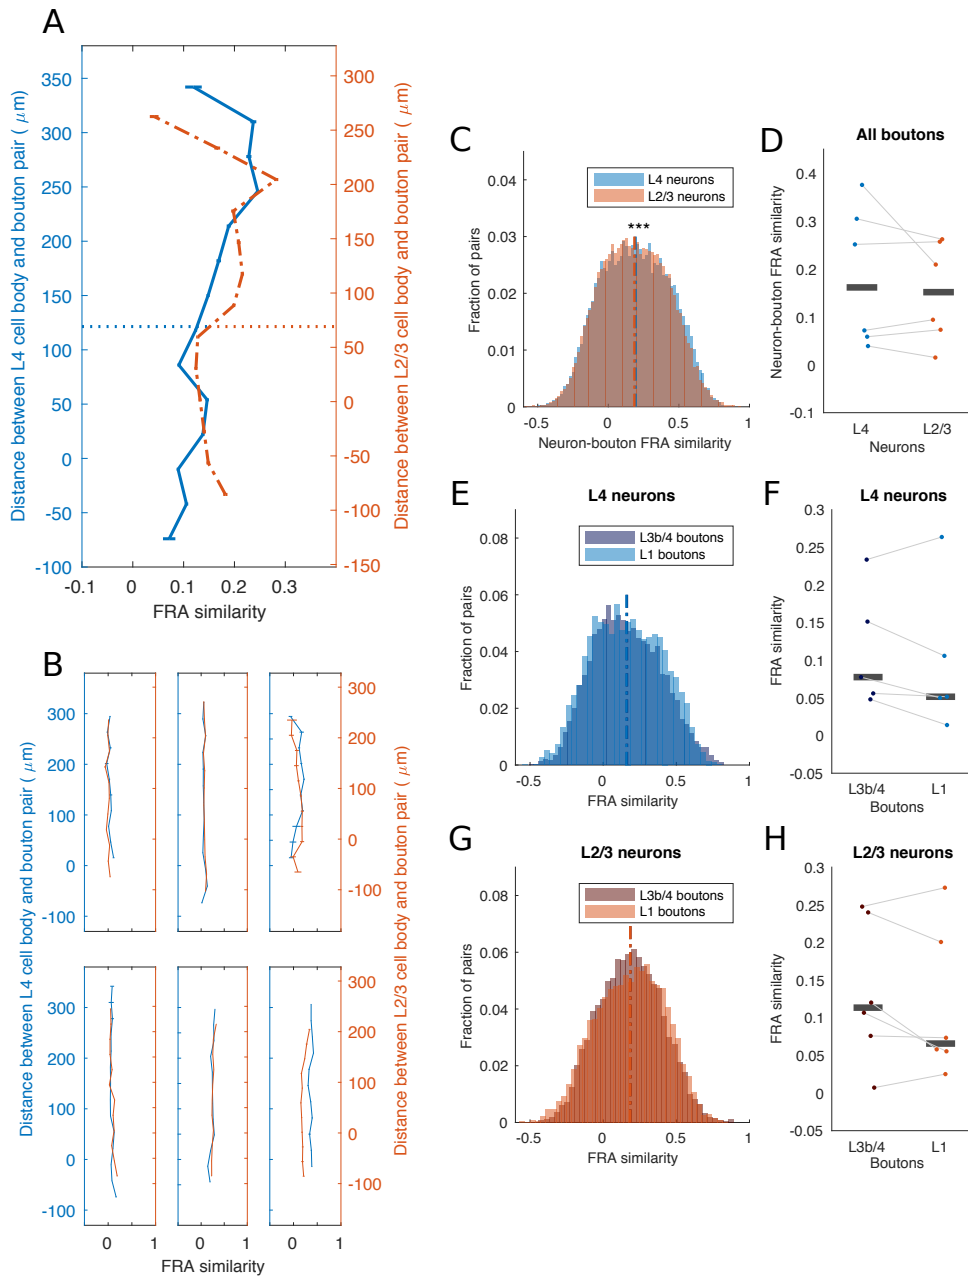 A
Distance between L4 cell body and bouton pair ( μm)
350
300
250
200
150
100
50
0
-50
-100
300
250
200
150
100
50
0
-50
-100
-150
Distance between L2/3 cell body and bouton pair ( μm)
-0.1 0 0.1 0.2 0.3
FRA similarity
B
Distance between L4 cell body and bouton pair ( μm)
300
200
100
0
-100
300
200
100
0
-100
300
200
100
0
-100
300
200
100
0
-100
Distance between L2/3 cell body and bouton pair ( μm)
0 1 0 1 0 1
FRA similarity
C
L4 neurons
L2/3 neurons
***
Fraction of pairs
0.04
0.03
0.02
0.01
0
-0.5 0 0.5 1
Neuron-bouton FRA similarity
D
All boutons
Neuron-bouton FRA similarity
0.4
0.3
0.2
0.1
0
-0.1
L4 L2/3
Neurons
E
L4 neurons
L3b/4 boutons
L1 boutons
Fraction of pairs
0.08
0.06
0.04
0.02
0
-0.5 0 0.5 1
FRA similarity
F
L4 neurons
FRA similarity
0.3
0.25
0.2
0.15
0.1
0.05
0
-0.05
L3b/4 L1
Boutons
G
L2/3 neurons
L3b/4 boutons
L1 boutons
Fraction of pairs
0.08
0.06
0.04
0.02
0
-0.5 0 0.5 1
FRA similarity
H
L2/3 neurons
FRA similarity
0.3
0.25
0.2
0.15
0.1
0.05
0
-0.05
L3b/4 L1
Boutons